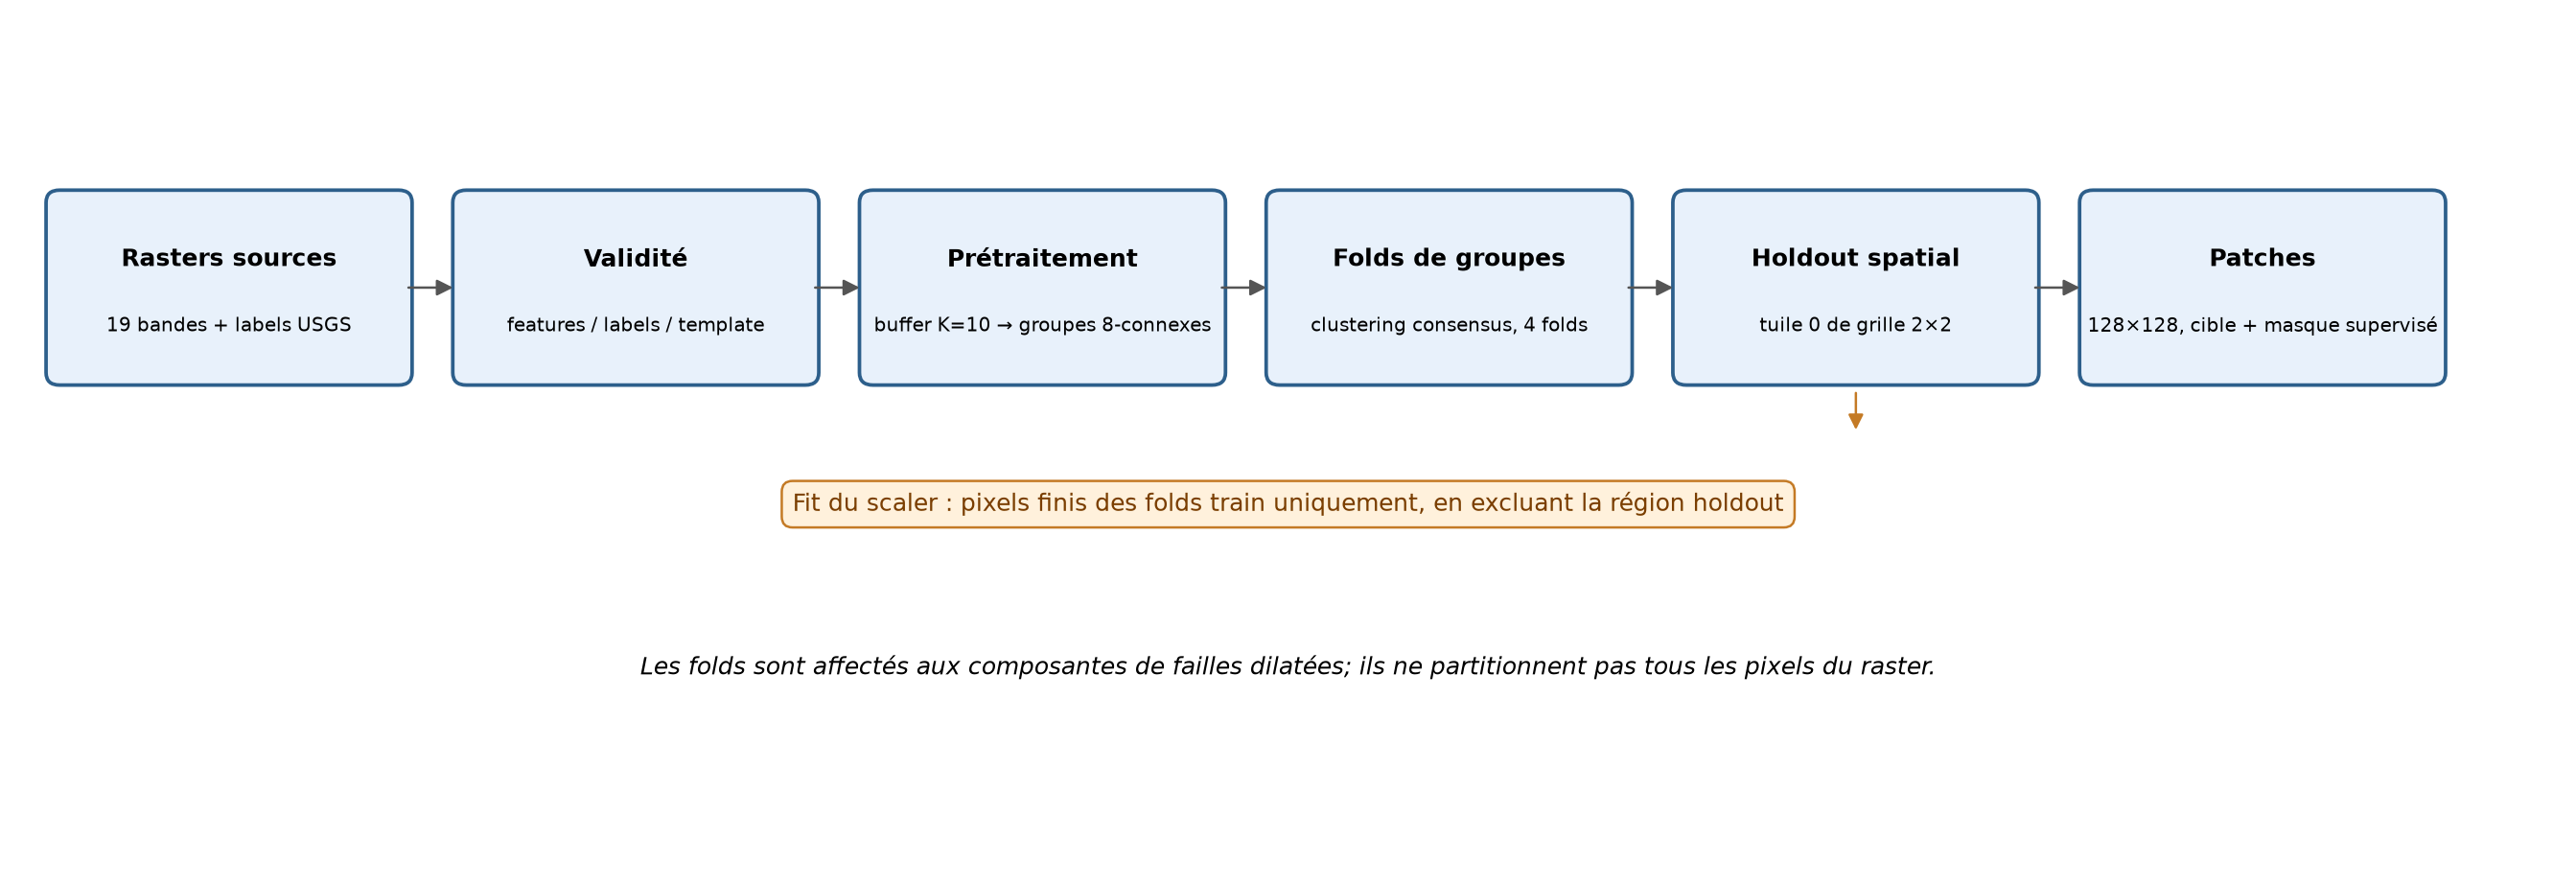 Rasters sources
19 bandes + labels USGS
Validité
features / labels / template
Prétraitement
buffer K=10 → groupes 8-connexes
Folds de groupes
clustering consensus, 4 folds
Holdout spatial
tuile 0 de grille 2×2
Patches
128×128, cible + masque supervisé
Fit du scaler : pixels finis des folds train uniquement, en excluant la région holdout
Les folds sont affectés aux composantes de failles dilatées; ils ne partitionnent pas tous les pixels du raster.